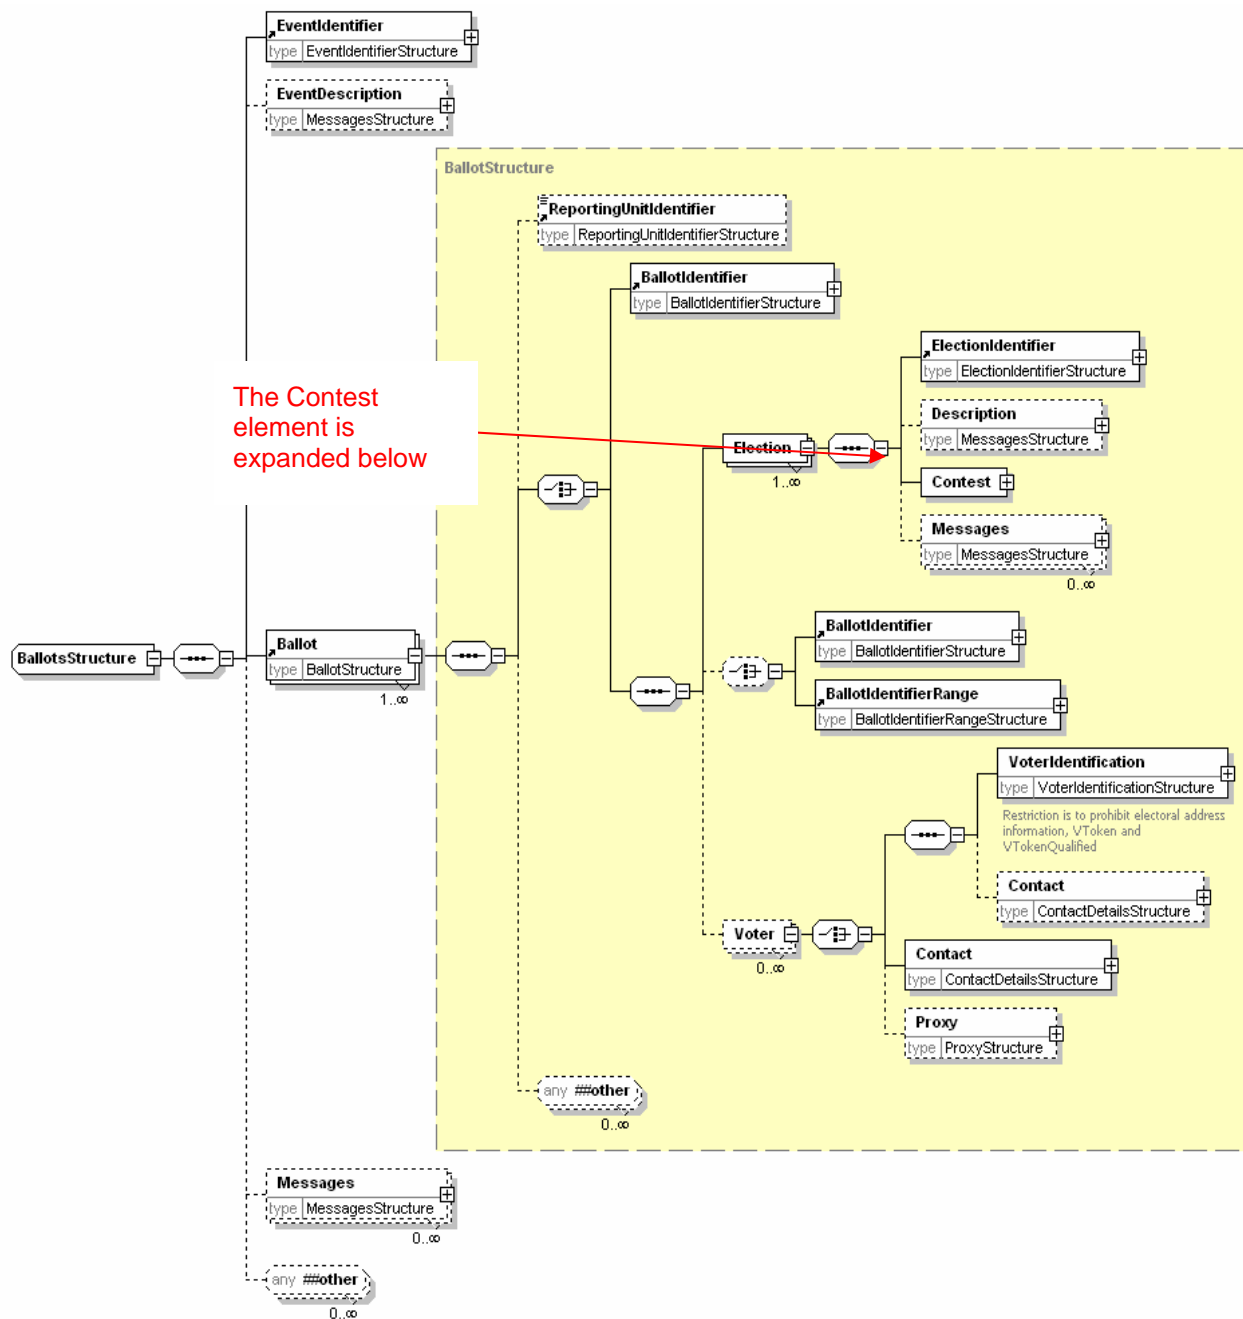 EventIdentifier
type EventIdentifierStructure
EventDescription
type MessagesStructure
BallotStructure
ReportingUnitIdentifier
type ReportingUnitIdentifierStructure
BallotIdentifier
type BallotIdentifierStructure
ElectionIdentifier
type ElectionIdentifierStructure
The Contest
element is
expanded below
Description
type MessagesStructure
Election
1..∞
Contest
Messages
type MessagesStructure
0..∞
BallotsStructure
Ballot
type BallotStructure
1..∞
BallotIdentifier
type BallotIdentifierStructure
BallotIdentifierRange
type BallotIdentifierRangeStructure
VoterIdentification
type VoterIdentificationStructure
Restriction is to prohibit electoral address
information, VToken and
VTokenQualified
Contact
type ContactDetailsStructure
Voter
0..∞
Contact
type ContactDetailsStructure
Proxy
type ProxyStructure
any ##other
0..∞
Messages
type MessagesStructure
0..∞
any ##other
0..∞